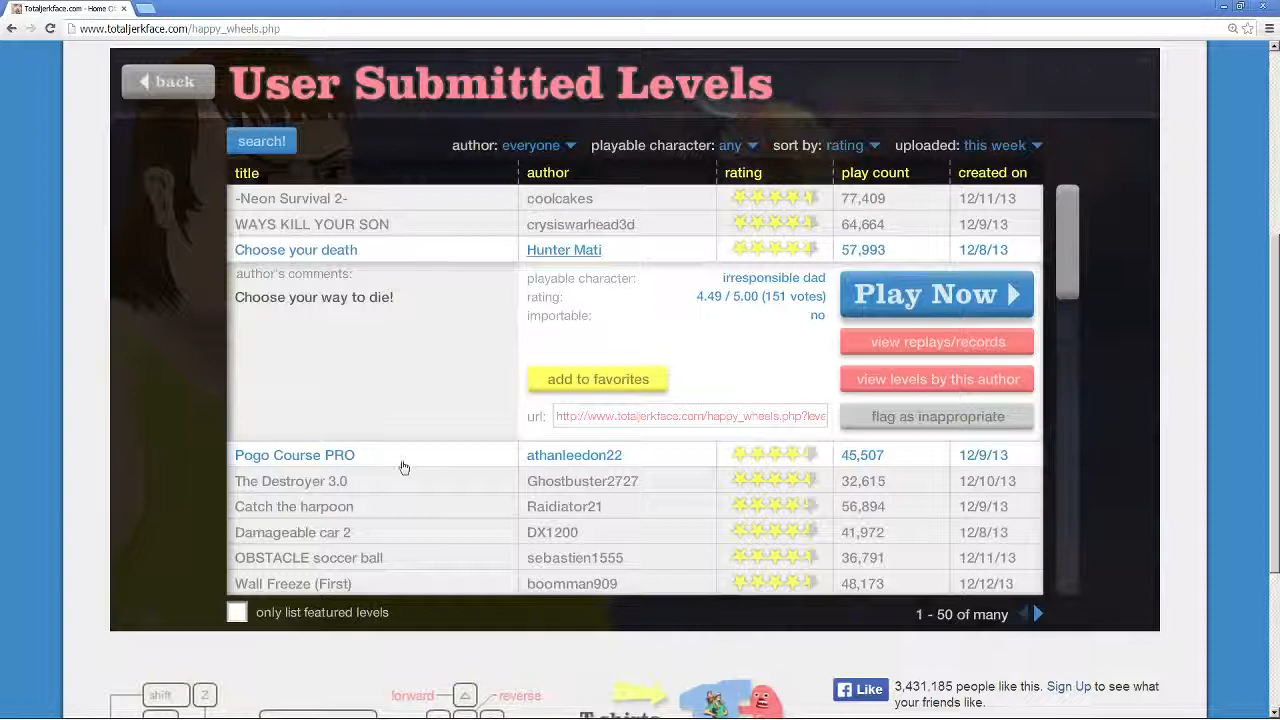 Totaljerkface.com - Home O
www.totaljerkface.com/happy_wheels.php
back
User Submitted Levels
search!
author: everyone playable character: any sort by: rating uploaded: this week
title author rating play count created on
-Neon Survival 2- coolcakes 77,409 12/11/13
WAYS KILL YOUR SON crysiswarhead3d 64,664 12/9/13
Choose your death Hunter Mati 57,993 12/8/13
author's comments:
Choose your way to die!
playable character: irresponsible dad
rating: 4.49 / 5.00 (151 votes)
importable: no
Play Now
view replays/records
add to favorites
view levels by this author
url: http://www.totaljerkface.com/happy_wheels.php?leve
flag as inappropriate
Pogo Course PRO athanleedon22 45,507 12/9/13
The Destroyer 3.0 Ghostbuster2727 32,615 12/10/13
Catch the harpoon Raidiator21 56,894 12/9/13
Damageable car 2 DX1200 41,972 12/8/13
OBSTACLE soccer ball sebastien1555 36,791 12/11/13
Wall Freeze (First) boomman909 48,173 12/12/13
only list featured levels
1 - 50 of many
shift Z
forward reverse
Like
3,431,185 people like this. Sign Up to see what
your friends like.